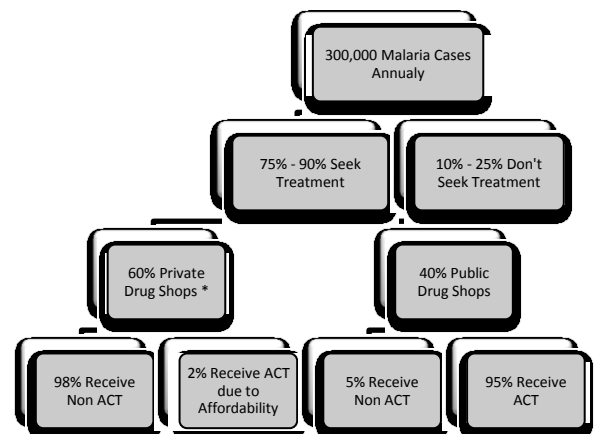 300,000 Malaria Cases
Annualy
75% - 90% Seek
Treatment
10% - 25% Don't
Seek Treatment
60% Private
Drug Shops *
40% Public
Drug Shops
98% Receive
Non ACT
2% Receive ACT
due to
Affordability
5% Receive
Non ACT
95% Receive
ACT